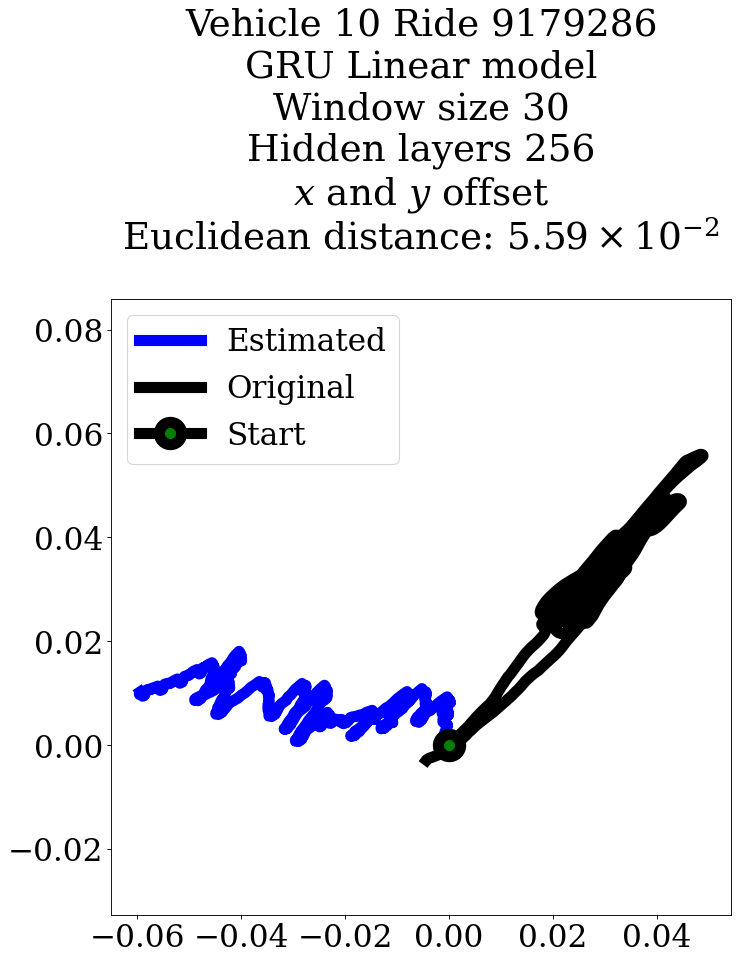 Vehicle 10 Ride 9179286
GRU Linear model
Window size 30
Hidden layers 256
x and y offset
Euclidean distance: 5.59 × 10⁻²
Estimated
Original
Start
0.08
0.06
0.04
0.02
0.00
−0.02
−0.06 −0.04 −0.02 0.00 0.02 0.04